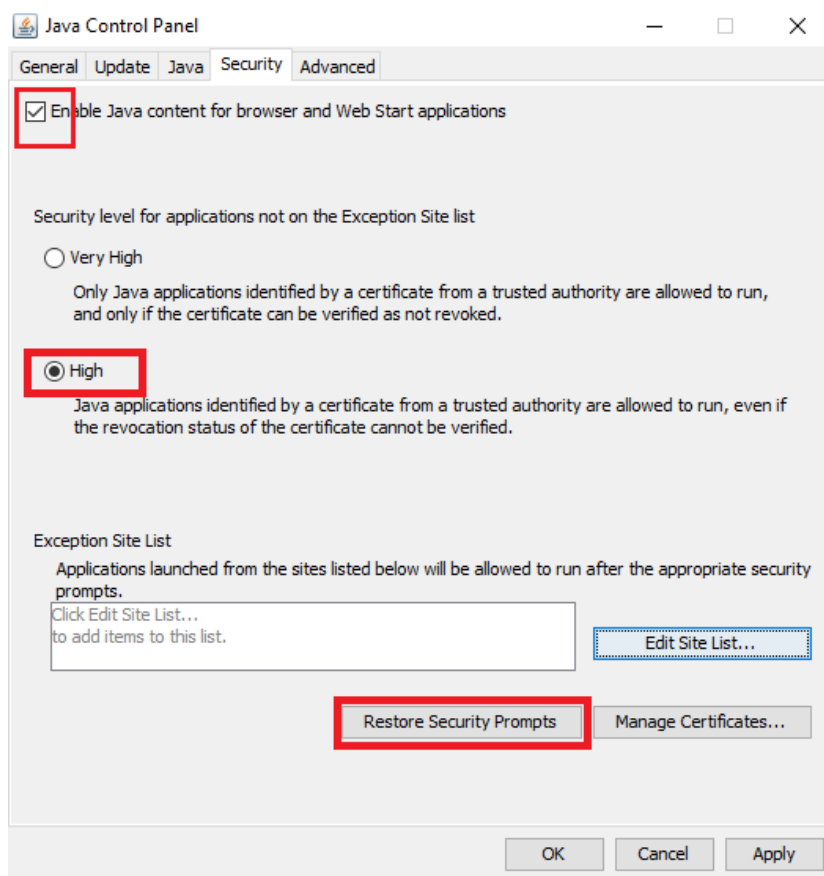 Java Control Panel
General Update Java Security Advanced
Enable Java content for browser and Web Start applications
Security level for applications not on the Exception Site list
Very High
Only Java applications identified by a certificate from a trusted authority are allowed to run,
and only if the certificate can be verified as not revoked.
High
Java applications identified by a certificate from a trusted authority are allowed to run, even if
the revocation status of the certificate cannot be verified.
Exception Site List
Applications launched from the sites listed below will be allowed to run after the appropriate security
prompts.
Click Edit Site List...
to add items to this list.
Edit Site List...
Restore Security Prompts Manage Certificates...
OK Cancel Apply